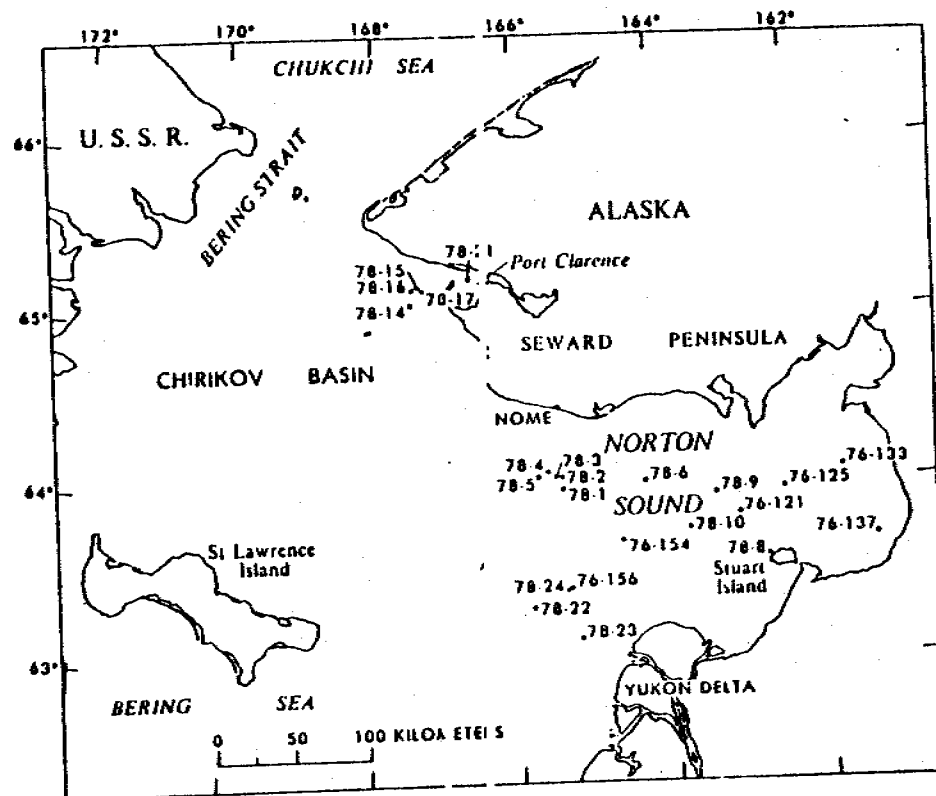 172° 170° 168° 166° 164° 162°
CHUKCHI SEA
U. S. S. R.
66°
BERING STRAIT
ALASKA
78-15
Port Clarence
78-16
78-17
78-14
65°
SEWARD PENINSULA
CHIRIKOV BASIN
NOME
NORTON
78-4 78-3 76-133
78-5 78-2 78-6 76-125
78-1 78-9
64°
SOUND 76-121
78-10 76-137
76-154 78-8
St Lawrence
Island
Stuart
Island
78-24 76-156
78-22
78-23
63°
YUKON DELTA
BERING SEA
0 50 100 KILOMETERS